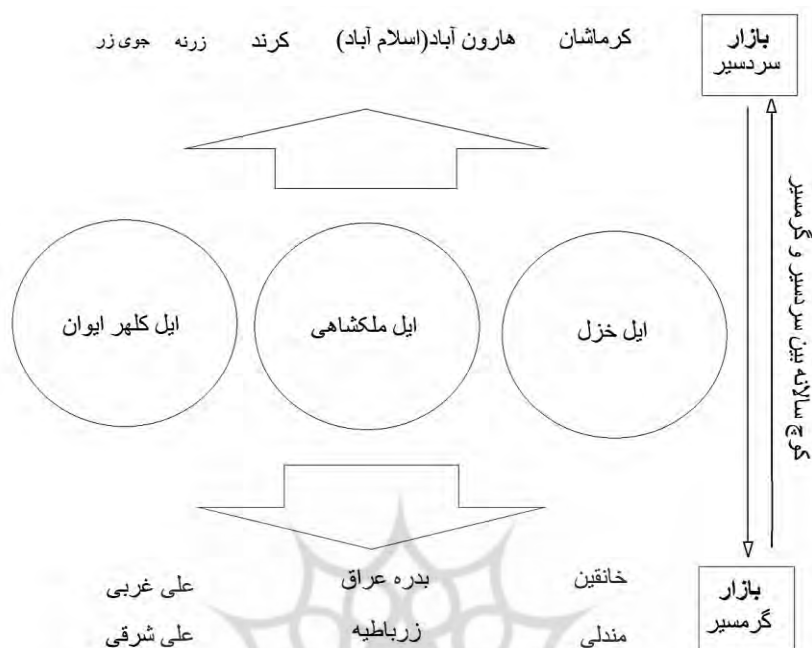 بازار
سردسیر
کرماشان
هارون آباد(اسلام آباد)
کرند
زرنه
جوی زر
کوچ سالانه بین سردسیر و گرمسیر
ایل خزل
ایل ملکشاهی
ایل کلهر ایوان
بازار
گرمسیر
خانقین
بدره عراق
علی غربی
مندلی
زرباطیه
علی شرقی